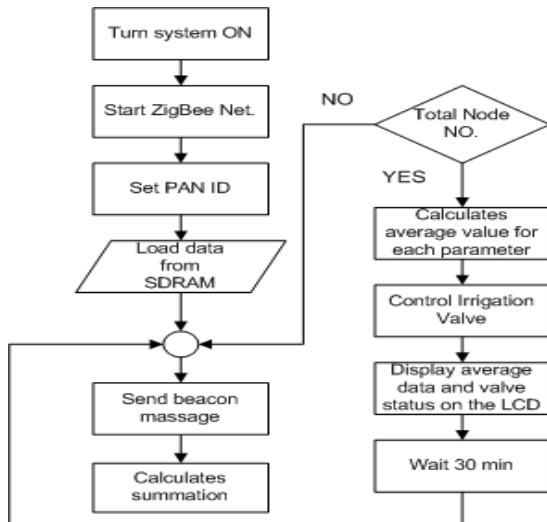 Turn system ON
Start ZigBee Net.
Set PAN ID
Load data
from
SDRAM
Send beacon
massage
Calculates
summation
NO
Total Node
NO.
YES
Calculates
average value for
each parameter
Control Irrigation
Valve
Display average
data and valve
status on the LCD
Wait 30 min